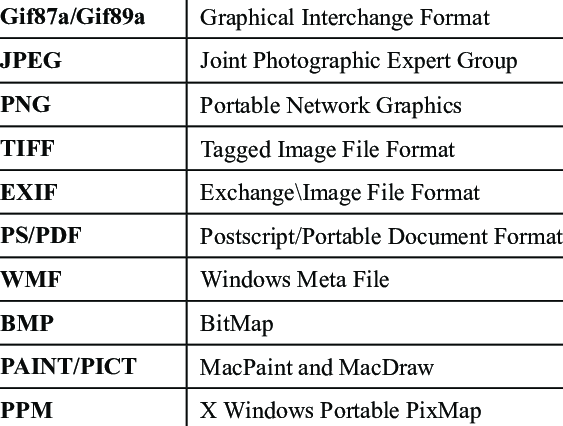 Gif87a/Gif89a Graphical Interchange Format
JPEG Joint Photographic Expert Group
PNG Portable Network Graphics
TIFF Tagged Image File Format
EXIF Exchange\Image File Format
PS/PDF Postscript/Portable Document Format
WMF Windows Meta File
BMP BitMap
PAINT/PICT MacPaint and MacDraw
PPM X Windows Portable PixMap